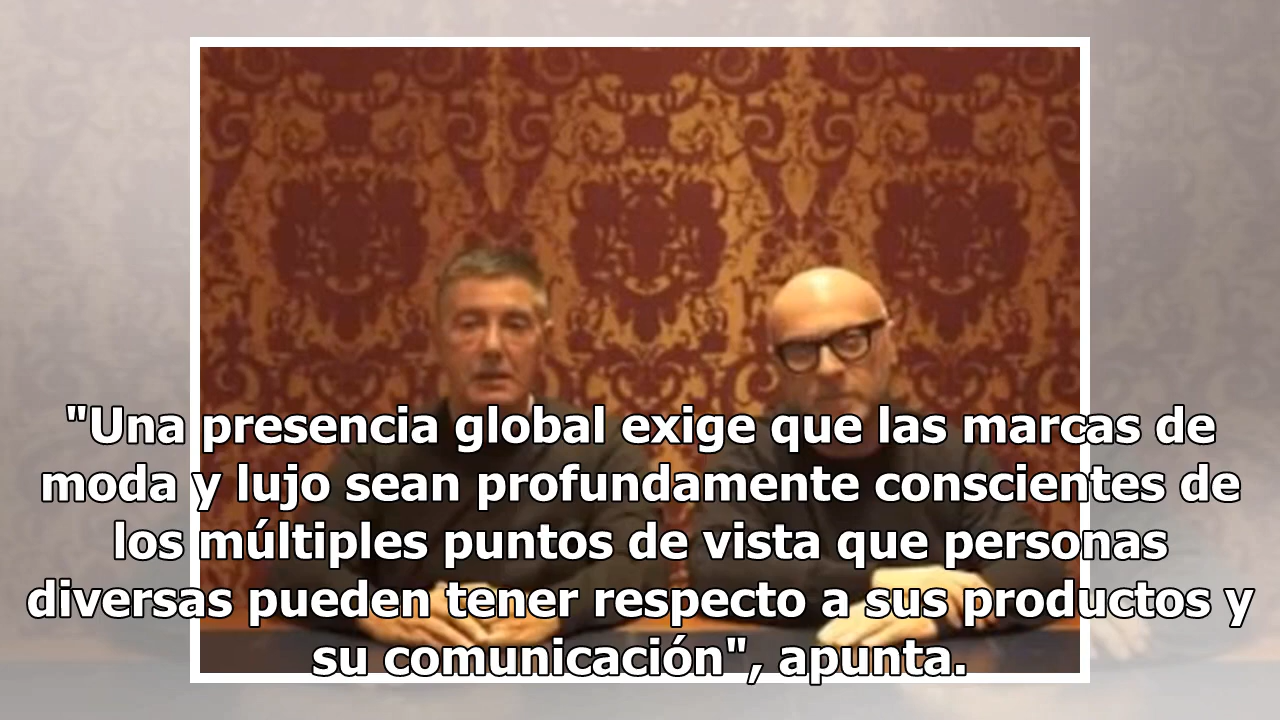 "Una presencia global exige que las marcas de
moda y lujo sean profundamente conscientes de
los múltiples puntos de vista que personas
diversas pueden tener respecto a sus productos y
su comunicación", apunta.